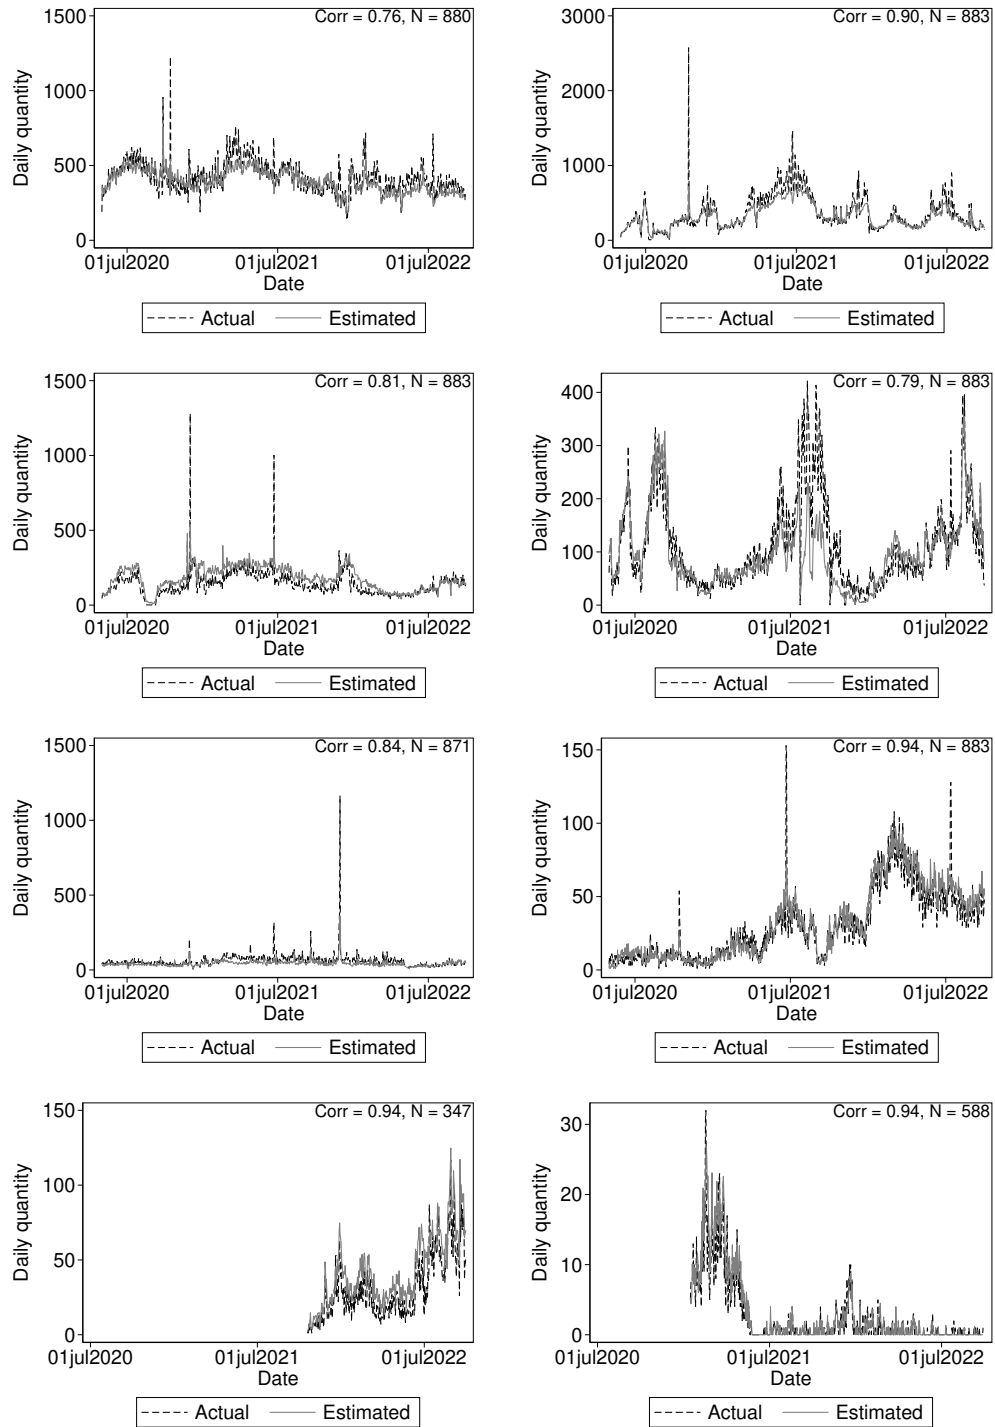 1500
Corr = 0.76, N = 880
1000
500
0
Daily quantity
01jul2020 01jul2021 01jul2022
Date
Actual Estimated
3000
Corr = 0.90, N = 883
2000
1000
0
Daily quantity
01jul2020 01jul2021 01jul2022
Date
Actual Estimated
1500
Corr = 0.81, N = 883
1000
500
0
Daily quantity
01jul2020 01jul2021 01jul2022
Date
Actual Estimated
Corr = 0.79, N = 883
400
300
200
100
0
Daily quantity
01jul2020 01jul2021 01jul2022
Date
Actual Estimated
1500
Corr = 0.84, N = 871
1000
500
0
Daily quantity
01jul2020 01jul2021 01jul2022
Date
Actual Estimated
Corr = 0.94, N = 883
150
100
50
0
Daily quantity
01jul2020 01jul2021 01jul2022
Date
Actual Estimated
150
Corr = 0.94, N = 347
100
50
0
Daily quantity
01jul2020 01jul2021 01jul2022
Date
Actual Estimated
Corr = 0.94, N = 588
30
20
10
0
Daily quantity
01jul2020 01jul2021 01jul2022
Date
Actual Estimated